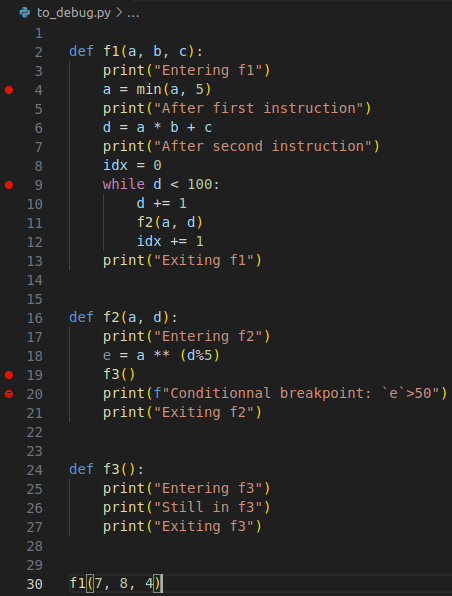 to_debug.py > ...
1
2 def f1(a, b, c):
3     print("Entering f1")
4     a = min(a, 5)
5     print("After first instruction")
6     d = a * b + c
7     print("After second instruction")
8     idx = 0
9     while d < 100:
10         d += 1
11         f2(a, d)
12         idx += 1
13     print("Exiting f1")
14
15
16 def f2(a, d):
17     print("Entering f2")
18     e = a ** (d%5)
19     f3()
20     print(f"Conditionnal breakpoint: `e`>50")
21     print("Exiting f2")
22
23
24 def f3():
25     print("Entering f3")
26     print("Still in f3")
27     print("Exiting f3")
28
29
30 f1(7, 8, 4)